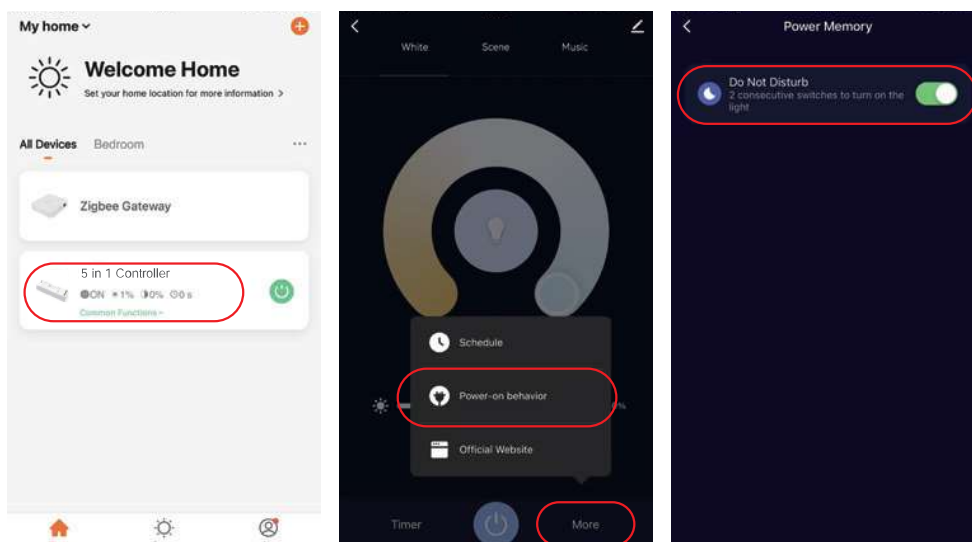 My home
Welcome Home
Set your home location for more information >
All Devices Bedroom ...
Zigbee Gateway
5 in 1 Controller
ON 1% 0% 0 s
Common Functions
White Scene Music
Schedule
Power-on behavior
Official Website
Timer More
Power Memory
Do Not Disturb
2 consecutive switches to turn on the
light